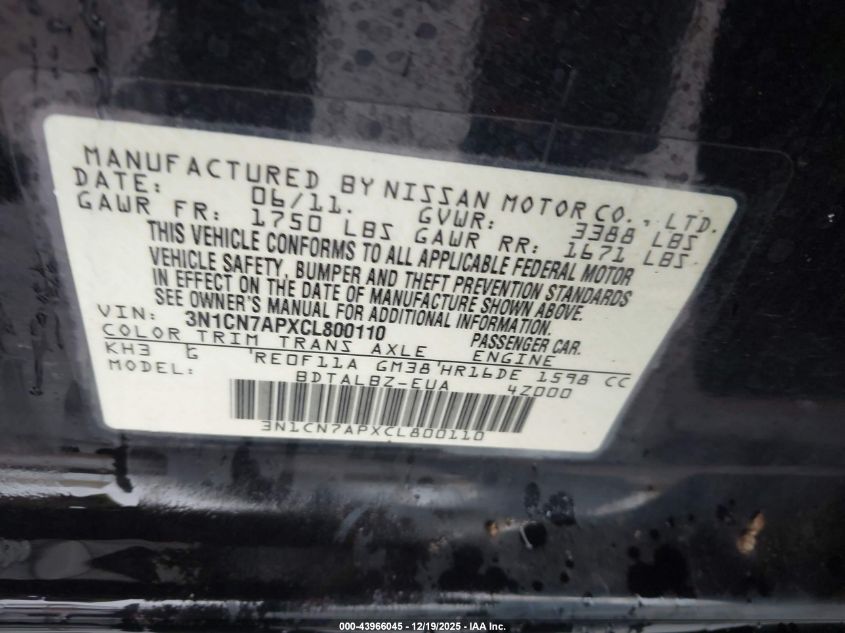 MANUFACTURED BY NISSAN MOTOR CO., LTD.
DATE: 06/11. GVWR: 3388 LBS
GAWR FR: 1750 LBS GAWR RR: 1671 LBS
THIS VEHICLE CONFORMS TO ALL APPLICABLE FEDERAL MOTOR
VEHICLE SAFETY, BUMPER AND THEFT PREVENTION STANDARDS
IN EFFECT ON THE DATE OF MANUFACTURE SHOWN ABOVE.
SEE OWNER'S MANUAL FOR ADDITIONAL INFORMATION.
VIN: 3N1CN7APXCL800110 PASSENGER CAR.
COLOR TRIM TRANS AXLE ENGINE
KH3 G 'RE0F11A GM38'HR16DE 1598 CC
MODEL: BDTALBZ-EUA 4Z000
3N1CN7APXCL800110
000-43966045 - 12/19/2025 - IAA Inc.